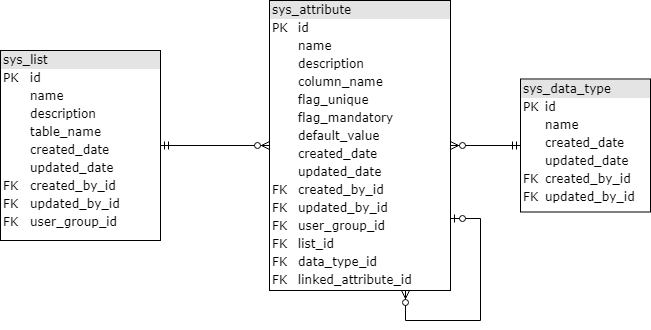 sys_list
PK id
name
description
table_name
created_date
updated_date
FK created_by_id
FK updated_by_id
FK user_group_id
sys_attribute
PK id
name
description
column_name
flag_unique
flag_mandatory
default_value
created_date
updated_date
FK created_by_id
FK updated_by_id
FK user_group_id
FK list_id
FK data_type_id
FK linked_attribute_id
sys_data_type
PK id
name
created_date
updated_date
FK created_by_id
FK updated_by_id